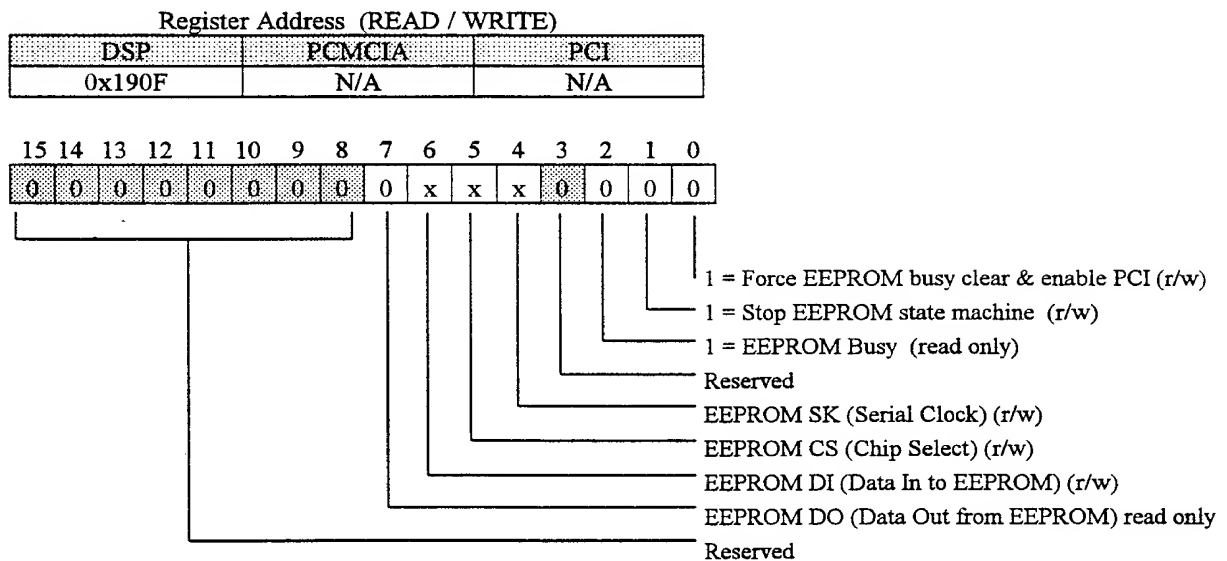 Register Address (READ / WRITE)
DSP PCMCIA PCI
0x190F N/A N/A
15 14 13 12 11 10 9 8 7 6 5 4 3 2 1 0
0 0 0 0 0 0 0 0 0 x x x 0 0 0 0
1 = Force EEPROM busy clear & enable PCI (r/w)
1 = Stop EEPROM state machine (r/w)
1 = EEPROM Busy (read only)
Reserved
EEPROM SK (Serial Clock) (r/w)
EEPROM CS (Chip Select) (r/w)
EEPROM DI (Data In to EEPROM) (r/w)
EEPROM DO (Data Out from EEPROM) read only
Reserved